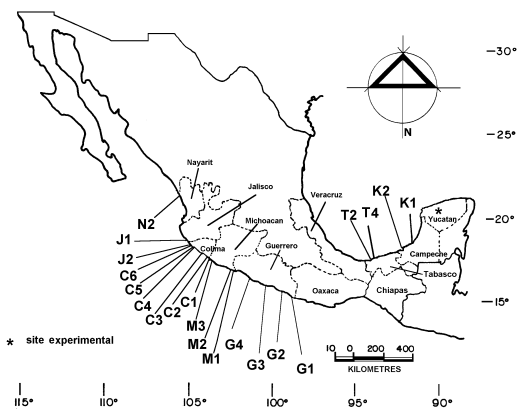 30°
N
25°
Nayarit
Jalisco
Veracruz
K2
K1
*
Yucatan
20°
N2
Michoacan
T2
T4
J1
Colima
Guerrero
Campeche
J2
Tabasco
C6
C5
Oaxaca
Chiapas
15°
C4
C3
C2
C1
M3
M2
M1
G4
G3
G2
G1
* site experimental
10 0 200 400
KILOMETRES
115° 110° 105° 100° 95° 90°